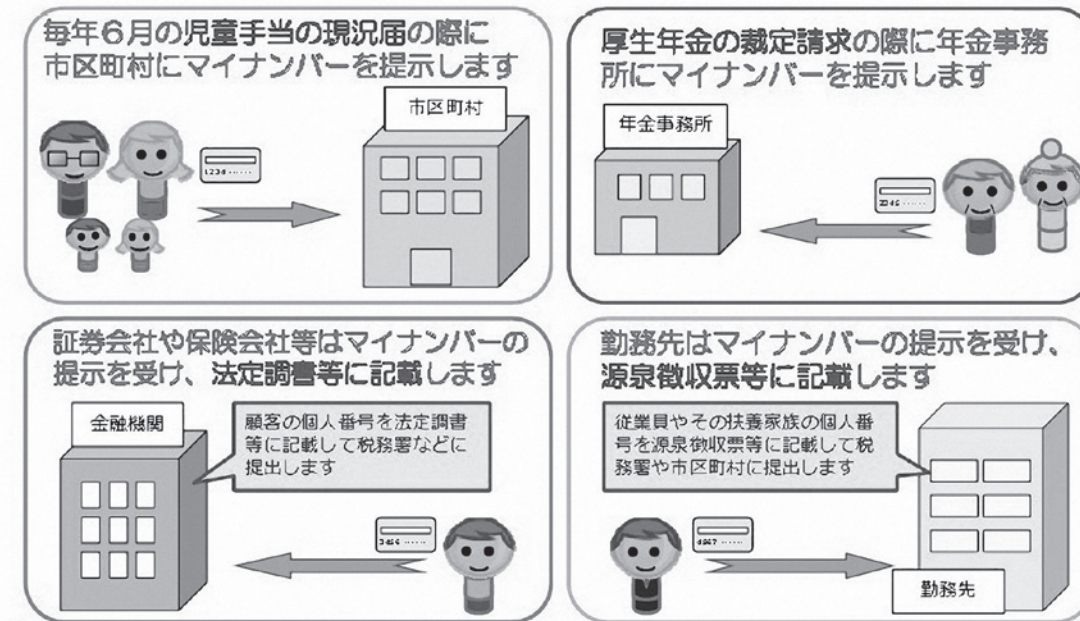 毎年6月の児童手当の現況届の際に
市区町村にマイナンバーを提示します
市区町村
1234 ······
厚生年金の裁定請求の際に年金事務
所にマイナンバーを提示します
年金事務所
2345 ······
証券会社や保険会社等はマイナンバーの
提示を受け、法定調書等に記載します
金融機関
顧客の個人番号を法定調書
等に記載して税務署などに
提出します
3456 ······
勤務先はマイナンバーの提示を受け、
源泉徴収票等に記載します
従業員やその扶養家族の個人番
号を源泉徴収票等に記載して税
務署や市区町村に提出します
4567 ······
勤務先